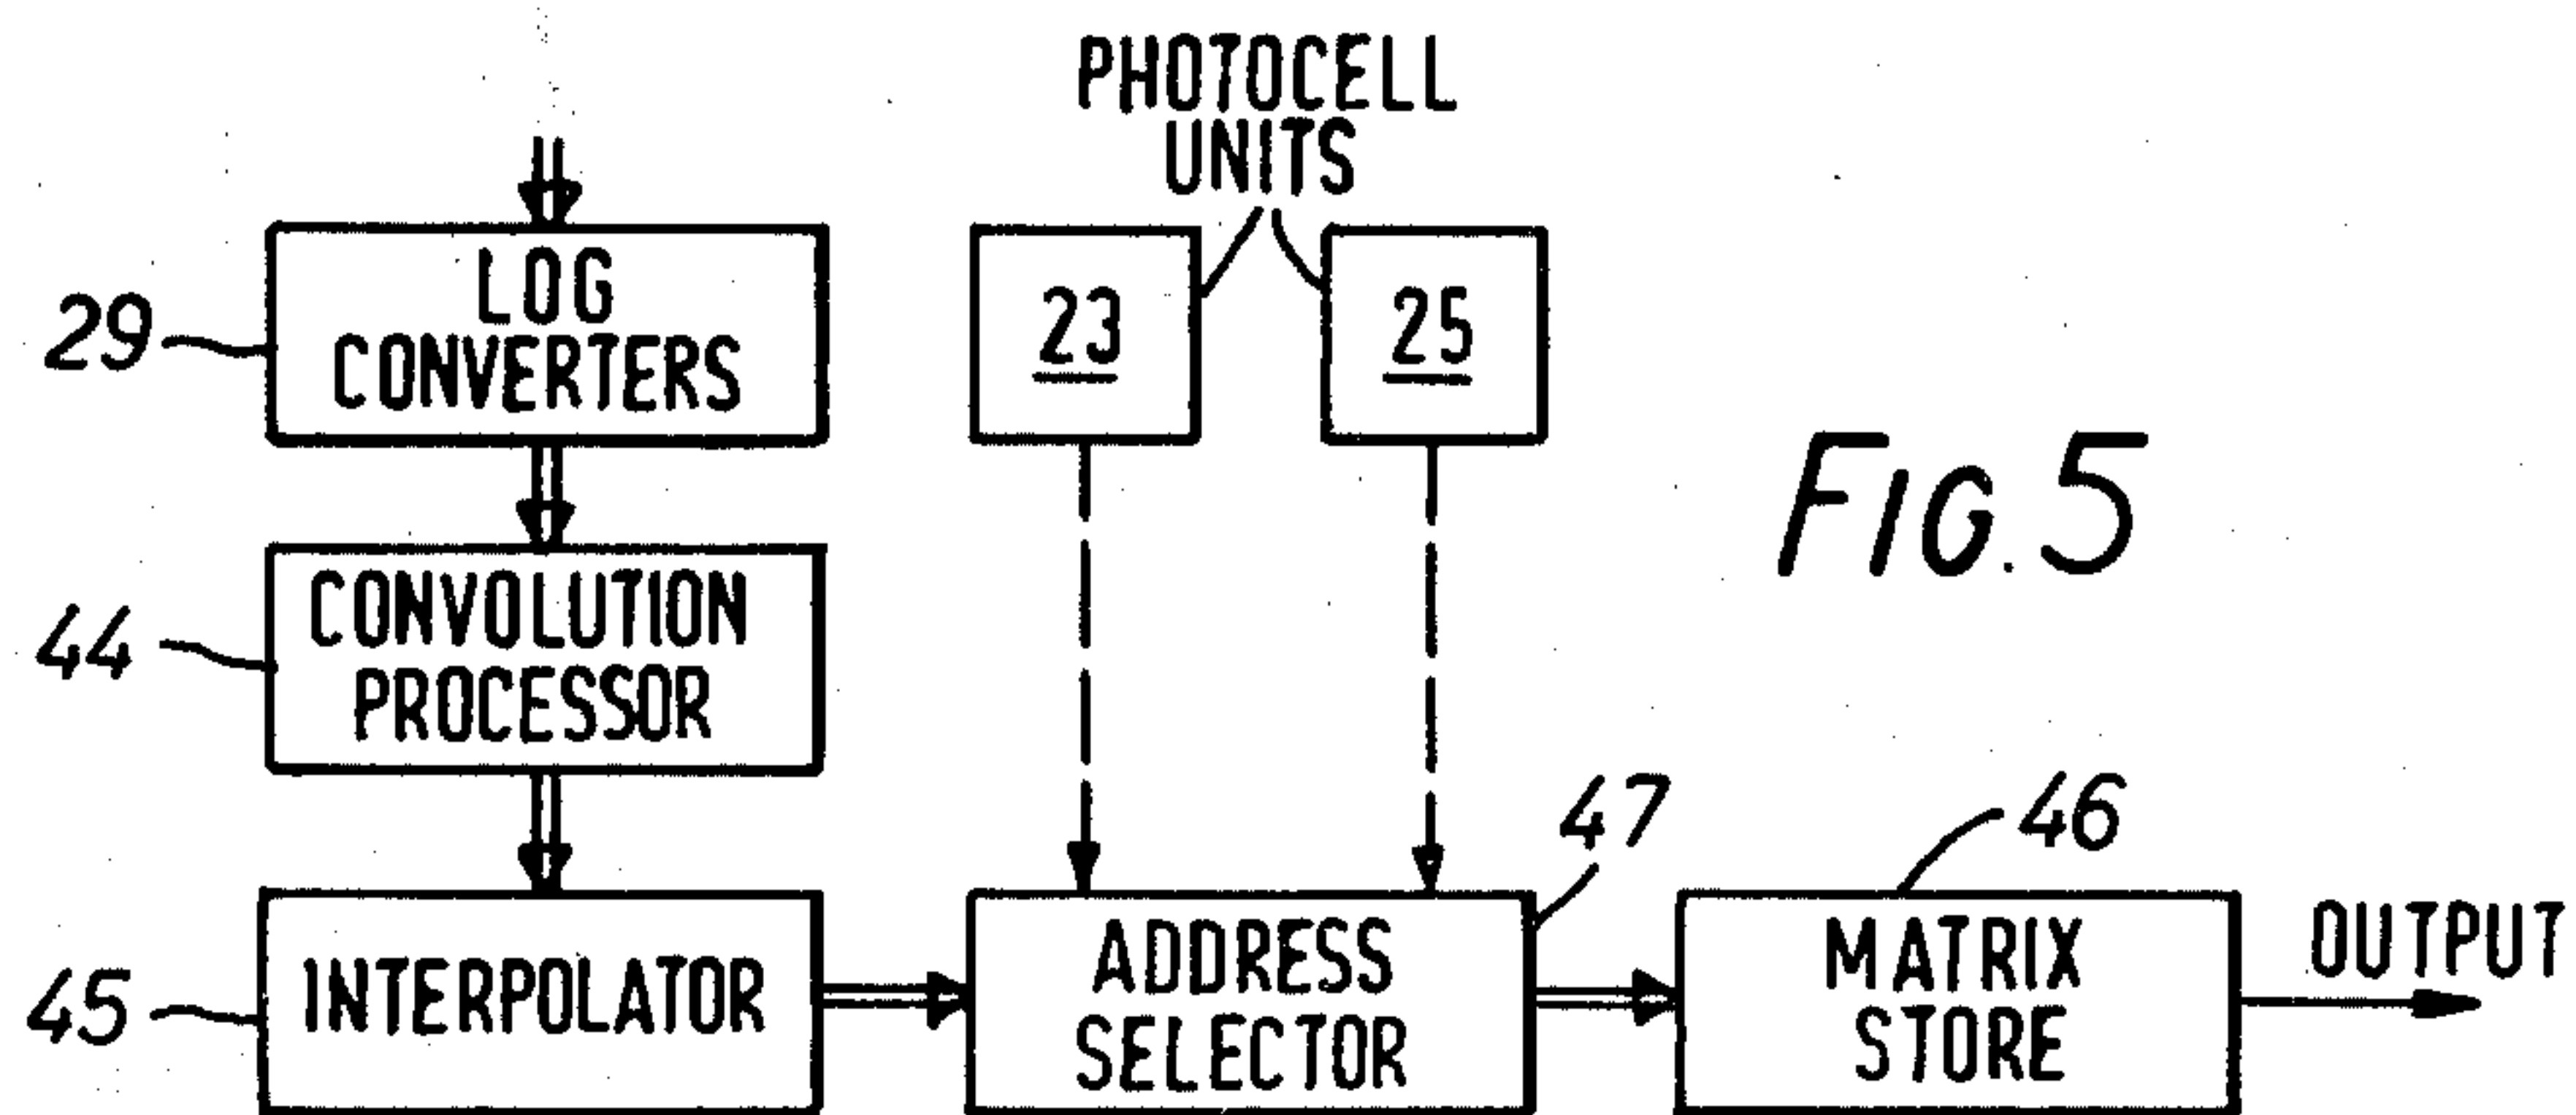 PHOTOCELL
UNITS
29
LOG
CONVERTERS
23
25
FIG. 5
44
CONVOLUTION
PROCESSOR
47
46
45
INTERPOLATOR
ADDRESS
SELECTOR
MATRIX
STORE
OUTPUT